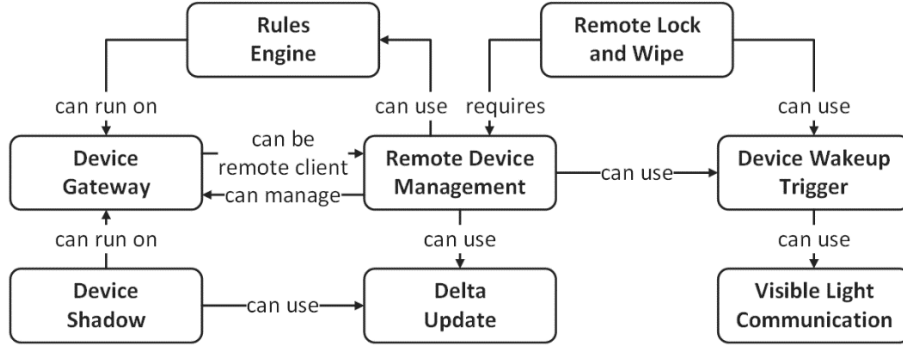 Rules
Engine
Remote Lock
and Wipe
can run on
can use
requires
can use
Device
Gateway
can be
remote client
can manage
Remote Device
Management
can use
Device Wakeup
Trigger
can run on
can use
can use
Device
Shadow
can use
Delta
Update
Visible Light
Communication